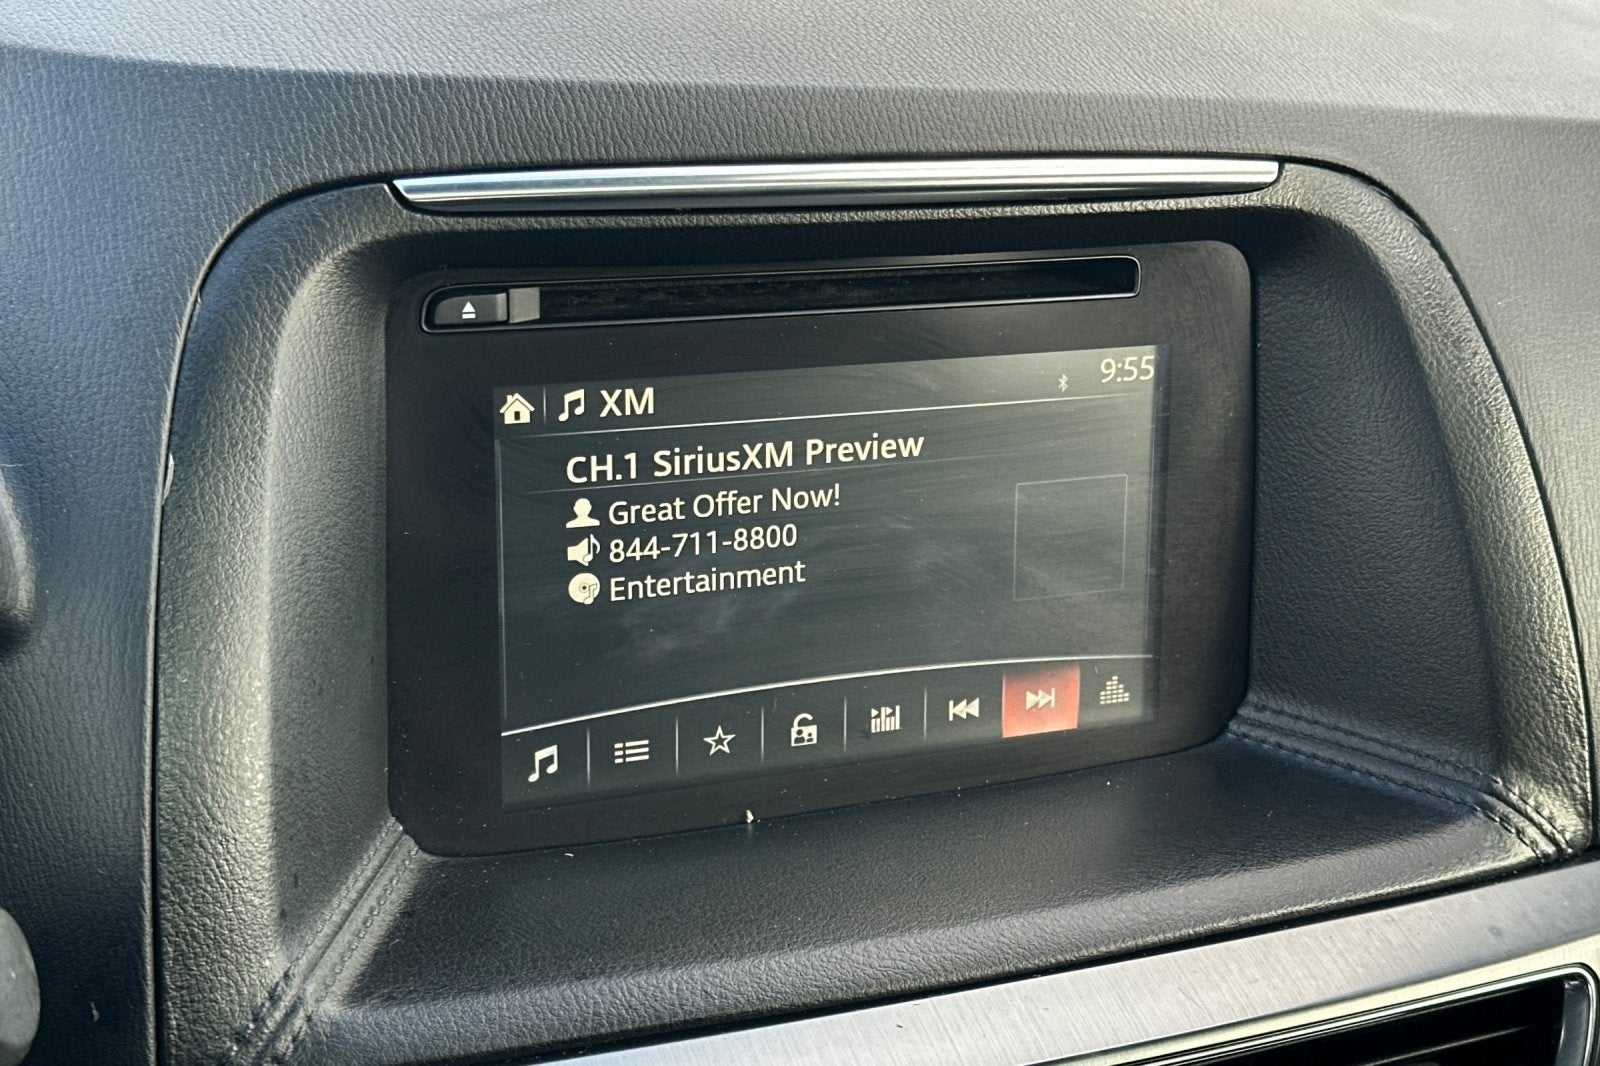 XM
9:55
CH.1 SiriusXM Preview
Great Offer Now!
844-711-8800
Entertainment